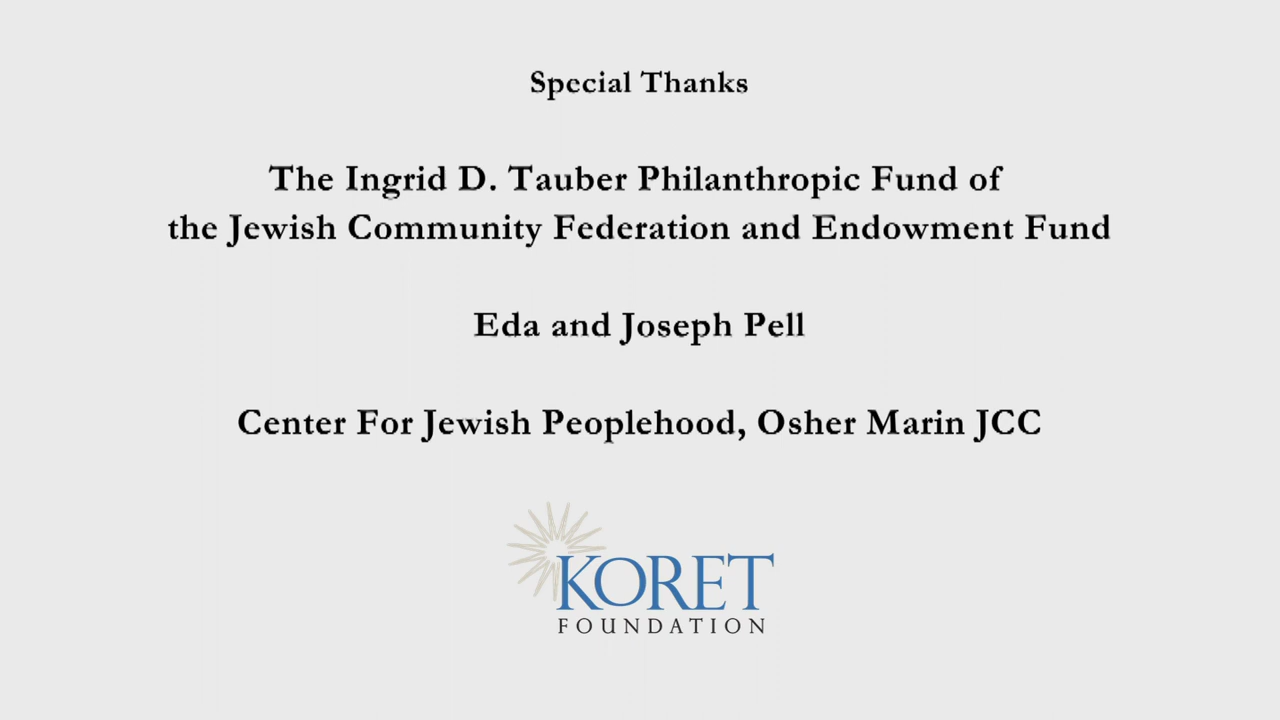 Special Thanks
The Ingrid D. Tauber Philanthropic Fund of
the Jewish Community Federation and Endowment Fund
Eda and Joseph Pell
Center For Jewish Peoplehood, Osher Marin JCC
KORET
FOUNDATION